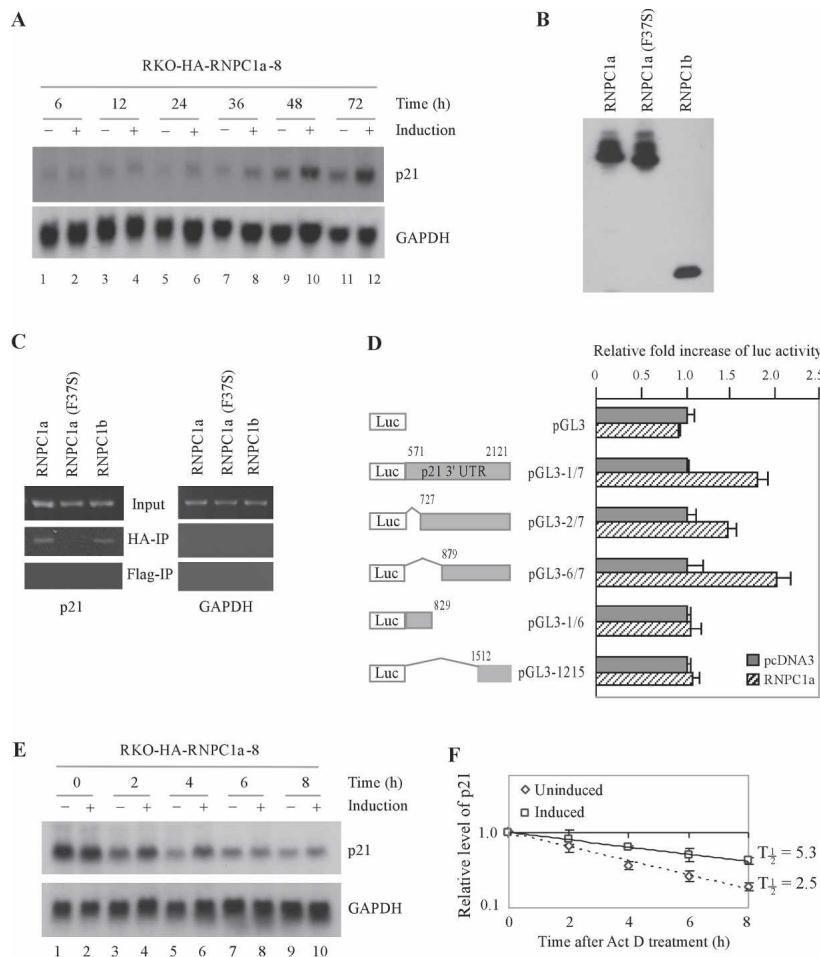 A
RKO-HA-RNPC1a-8
6 12 24 36 48 72 Time (h)
− + − + − + − + − + − + Induction
p21
GAPDH
1 2 3 4 5 6 7 8 9 10 11 12
B
RNPC1a
RNPC1a (F37S)
RNPC1b
C
RNPC1a
RNPC1a (F37S)
RNPC1b
RNPC1a
RNPC1a (F37S)
RNPC1b
Input
HA-IP
Flag-IP
p21
GAPDH
D
Relative fold increase of luc activity
0 0.5 1.0 1.5 2.0 2.5
Luc
pGL3
571 2121
Luc p21 3' UTR pGL3-1/7
727
Luc pGL3-2/7
879
Luc pGL3-6/7
829
Luc pGL3-1/6
1512
Luc pGL3-1215
pcDNA3
RNPC1a
E
RKO-HA-RNPC1a-8
0 2 4 6 8 Time (h)
− + − + − + − + − + Induction
p21
GAPDH
1 2 3 4 5 6 7 8 9 10
F
Relative level of p21
Uninduced
Induced
1.0
0.1
T1/2 = 5.3
T1/2 = 2.5
0 2 4 6 8
Time after Act D treatment (h)